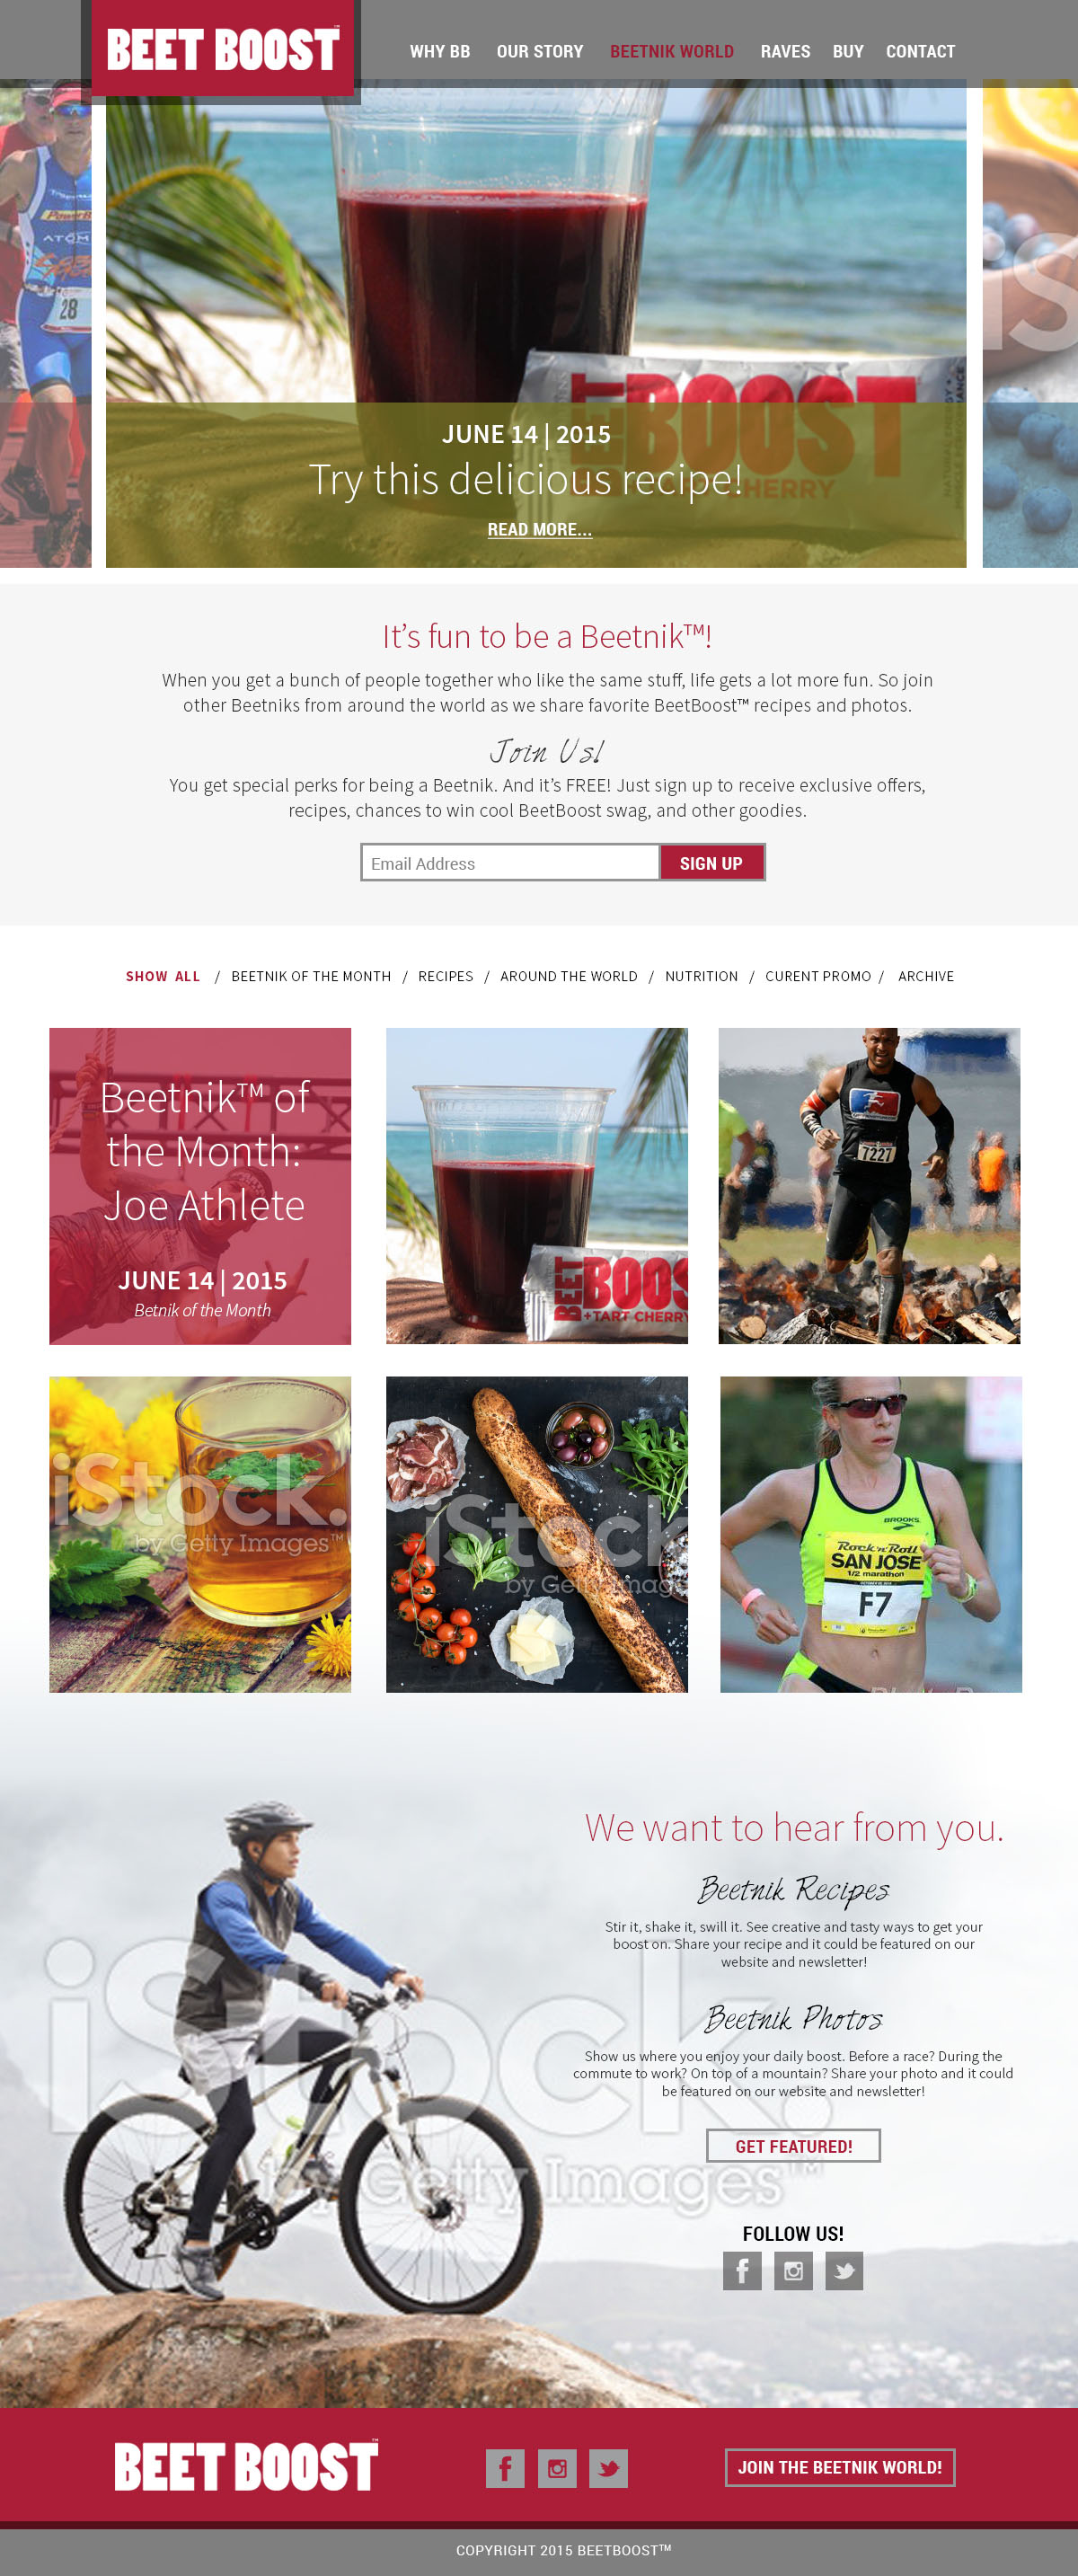 BEET BOOST™
WHY BB OUR STORY BEETNIK WORLD RAVES BUY CONTACT
28
iS
BEET BOOST
CHERRY
JUNE 14 | 2015
Try this delicious recipe!
READ MORE...
It’s fun to be a Beetnik™!
When you get a bunch of people together who like the same stuff, life gets a lot more fun. So join
other Beetniks from around the world as we share favorite BeetBoost™ recipes and photos.
Join Us!
You get special perks for being a Beetnik. And it’s FREE! Just sign up to receive exclusive offers,
recipes, chances to win cool BeetBoost swag, and other goodies.
Email Address SIGN UP
SHOW ALL / BEETNIK OF THE MONTH / RECIPES / AROUND THE WORLD / NUTRITION / CURENT PROMO / ARCHIVE
Beetnik™ of
the Month:
Joe Athlete
JUNE 14 | 2015
Betnik of the Month
BEET BOOS
+TART CHERRY
7227
iStock.
by Getty Images™
iStock
by Getty Image
BROOKS
Rock'n'Roll
SAN JOSE
1/2 marathon
F7
We want to hear from you.
Beetnik Recipes
Stir it, shake it, swill it. See creative and tasty ways to get your
boost on. Share your recipe and it could be featured on our
website and newsletter!
Beetnik Photos
Show us where you enjoy your daily boost. Before a race? During the
commute to work? On top of a mountain? Share your photo and it could
be featured on our website and newsletter!
GET FEATURED!
iStock.
by Getty Images™
FOLLOW US!
BEET BOOST™
JOIN THE BEETNIK WORLD!
COPYRIGHT 2015 BEETBOOST™